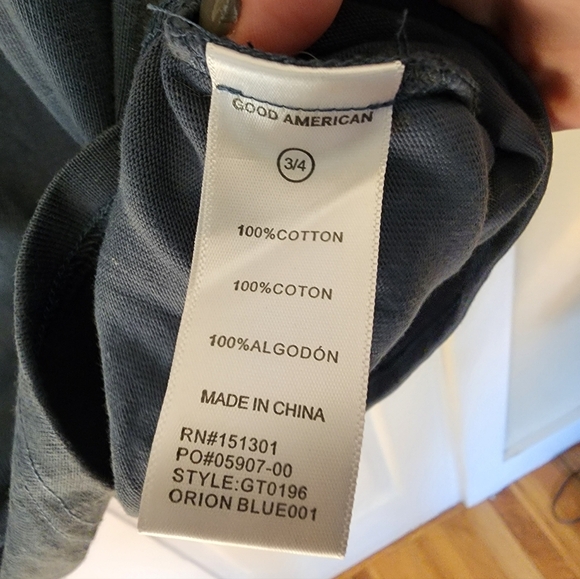 GOOD AMERICAN
3/4
100%COTTON
100%COTON
100%ALGODÓN
MADE IN CHINA
RN#151301
PO#05907-00
STYLE:GT0196
ORION BLUE001